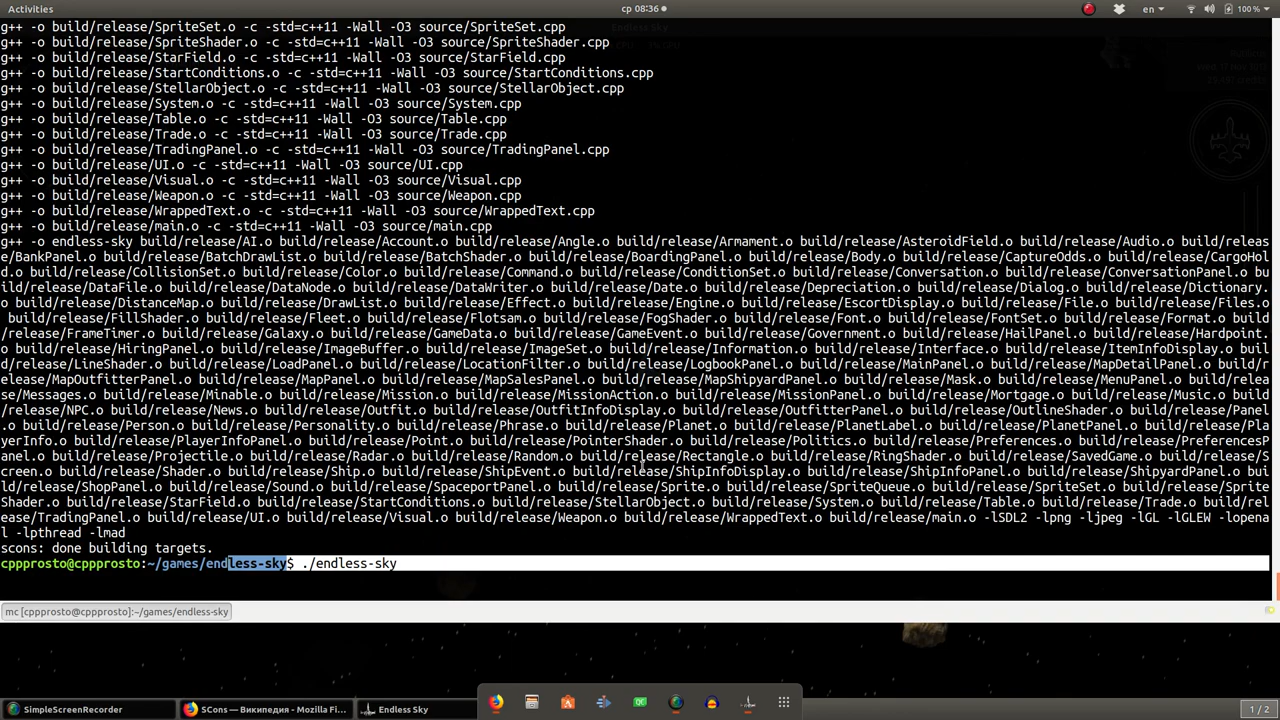 Activities
ср 08:36
en
100 %
g++ -o build/release/SpriteSet.o -c -std=c++11 -Wall -O3 source/SpriteSet.cpp
g++ -o build/release/SpriteShader.o -c -std=c++11 -Wall -O3 source/SpriteShader.cpp
g++ -o build/release/StarField.o -c -std=c++11 -Wall -O3 source/StarField.cpp
g++ -o build/release/StartConditions.o -c -std=c++11 -Wall -O3 source/StartConditions.cpp
g++ -o build/release/StellarObject.o -c -std=c++11 -Wall -O3 source/StellarObject.cpp
g++ -o build/release/System.o -c -std=c++11 -Wall -O3 source/System.cpp
g++ -o build/release/Table.o -c -std=c++11 -Wall -O3 source/Table.cpp
g++ -o build/release/Trade.o -c -std=c++11 -Wall -O3 source/Trade.cpp
g++ -o build/release/TradingPanel.o -c -std=c++11 -Wall -O3 source/TradingPanel.cpp
g++ -o build/release/UI.o -c -std=c++11 -Wall -O3 source/UI.cpp
g++ -o build/release/Visual.o -c -std=c++11 -Wall -O3 source/Visual.cpp
g++ -o build/release/Weapon.o -c -std=c++11 -Wall -O3 source/Weapon.cpp
g++ -o build/release/WrappedText.o -c -std=c++11 -Wall -O3 source/WrappedText.cpp
g++ -o build/release/main.o -c -std=c++11 -Wall -O3 source/main.cpp
g++ -o endless-sky build/release/AI.o build/release/Account.o build/release/Angle.o build/release/Armament.o build/release/AsteroidField.o build/release/Audio.o build/releas
e/BankPanel.o build/release/BatchDrawList.o build/release/BatchShader.o build/release/BoardingPanel.o build/release/Body.o build/release/CaptureOdds.o build/release/CargoHol
d.o build/release/CollisionSet.o build/release/Color.o build/release/Command.o build/release/ConditionSet.o build/release/Conversation.o build/release/ConversationPanel.o bui
ld/release/DataFile.o build/release/DataNode.o build/release/DataWriter.o build/release/Date.o build/release/Depreciation.o build/release/Dialog.o build/release/Dictionary.
o build/release/DistanceMap.o build/release/DrawList.o build/release/Effect.o build/release/Engine.o build/release/EscortDisplay.o build/release/File.o build/release/Files.o
 build/release/FillShader.o build/release/Fleet.o build/release/Flotsam.o build/release/FogShader.o build/release/Font.o build/release/FontSet.o build/release/Format.o build
/release/FrameTimer.o build/release/Galaxy.o build/release/GameData.o build/release/GameEvent.o build/release/Government.o build/release/HailPanel.o build/release/Hardpoint.
o build/release/HiringPanel.o build/release/ImageBuffer.o build/release/ImageSet.o build/release/Information.o build/release/Interface.o build/release/ItemInfoDisplay.o buil
d/release/LineShader.o build/release/LoadPanel.o build/release/LocationFilter.o build/release/LogbookPanel.o build/release/MainPanel.o build/release/MapDetailPanel.o build/r
elease/MapOutfitterPanel.o build/release/MapPanel.o build/release/MapSalesPanel.o build/release/MapShipyardPanel.o build/release/Mask.o build/release/MenuPanel.o build/relea
se/Messages.o build/release/Minable.o build/release/Mission.o build/release/MissionAction.o build/release/MissionPanel.o build/release/Mortgage.o build/release/Music.o build
/release/NPC.o build/release/News.o build/release/Outfit.o build/release/OutfitInfoDisplay.o build/release/OutfitterPanel.o build/release/OutlineShader.o build/release/Panel
.o build/release/Person.o build/release/Personality.o build/release/Phrase.o build/release/Planet.o build/release/PlanetLabel.o build/release/PlanetPanel.o build/release/Pla
yerInfo.o build/release/PlayerInfoPanel.o build/release/Point.o build/release/PointerShader.o build/release/Politics.o build/release/Preferences.o build/release/PreferencesP
anel.o build/release/Projectile.o build/release/Radar.o build/release/Random.o build/release/Rectangle.o build/release/RingShader.o build/release/SavedGame.o build/release/S
creen.o build/release/Shader.o build/release/Ship.o build/release/ShipEvent.o build/release/ShipInfoDisplay.o build/release/ShipInfoPanel.o build/release/ShipyardPanel.o bui
ld/release/ShopPanel.o build/release/Sound.o build/release/SpaceportPanel.o build/release/Sprite.o build/release/SpriteQueue.o build/release/SpriteSet.o build/release/Sprite
Shader.o build/release/StarField.o build/release/StartConditions.o build/release/StellarObject.o build/release/System.o build/release/Table.o build/release/Trade.o build/rel
ease/TradingPanel.o build/release/UI.o build/release/Visual.o build/release/Weapon.o build/release/WrappedText.o build/release/main.o -lSDL2 -lpng -ljpeg -lGL -lGLEW -lopena
l -lpthread -lmad
scons: done building targets.
cppprosto@cppprosto:~/games/endless-sky$ ./endless-sky
mc [cppprosto@cppprosto]:~/games/endless-sky
SimpleScreenRecorder
SCons — Википедия - Mozilla Fi...
Endless Sky
1 / 2